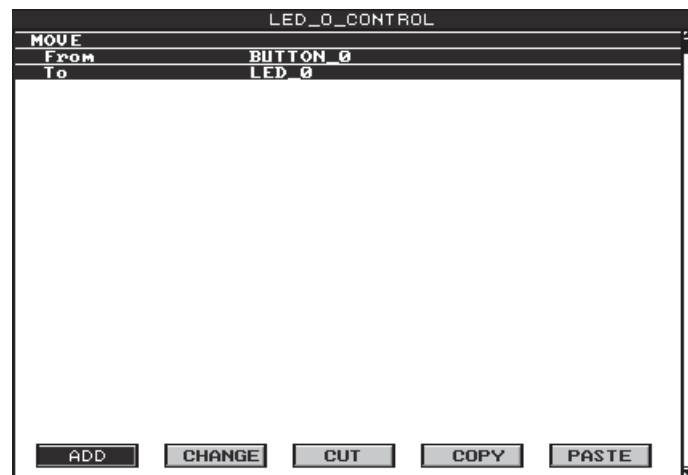 LED_0_CONTROL
MOVE
From BUTTON_0
To LED_0
ADD CHANGE CUT COPY PASTE